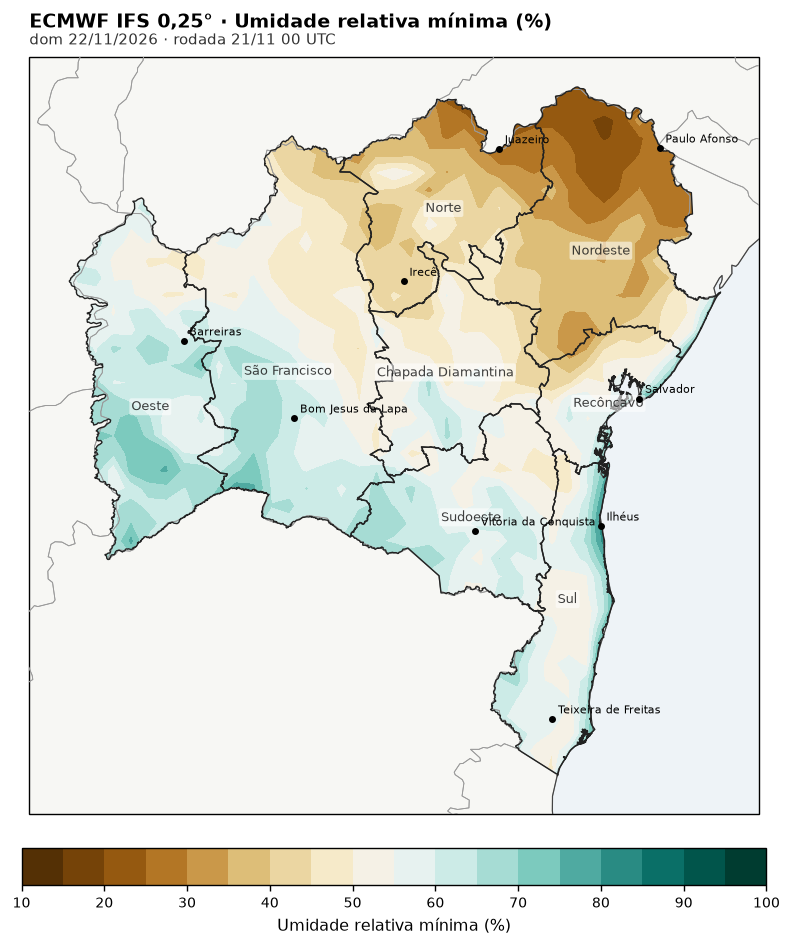 ECMWF IFS 0,25° · Umidade relativa mínima (%)
dom 22/11/2026 · rodada 21/11 00 UTC
Juazeiro
Paulo Afonso
Norte
Nordeste
Irecê
Barreiras
São Francisco
Chapada Diamantina
Salvador
Oeste
Bom Jesus da Lapa
Recôncavo
Sudoeste
Vitória da Conquista
Ilhéus
Sul
Teixeira de Freitas
10 20 30 40 50 60 70 80 90 100
Umidade relativa mínima (%)